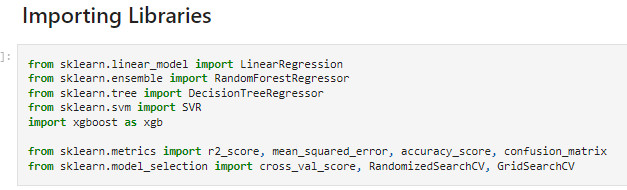 Importing Libraries
]:
from sklearn.linear_model import LinearRegression
from sklearn.ensemble import RandomForestRegressor
from sklearn.tree import DecisionTreeRegressor
from sklearn.svm import SVR
import xgboost as xgb
from sklearn.metrics import r2_score, mean_squared_error, accuracy_score, confusion_matrix
from sklearn.model_selection import cross_val_score, RandomizedSearchCV, GridSearchCV